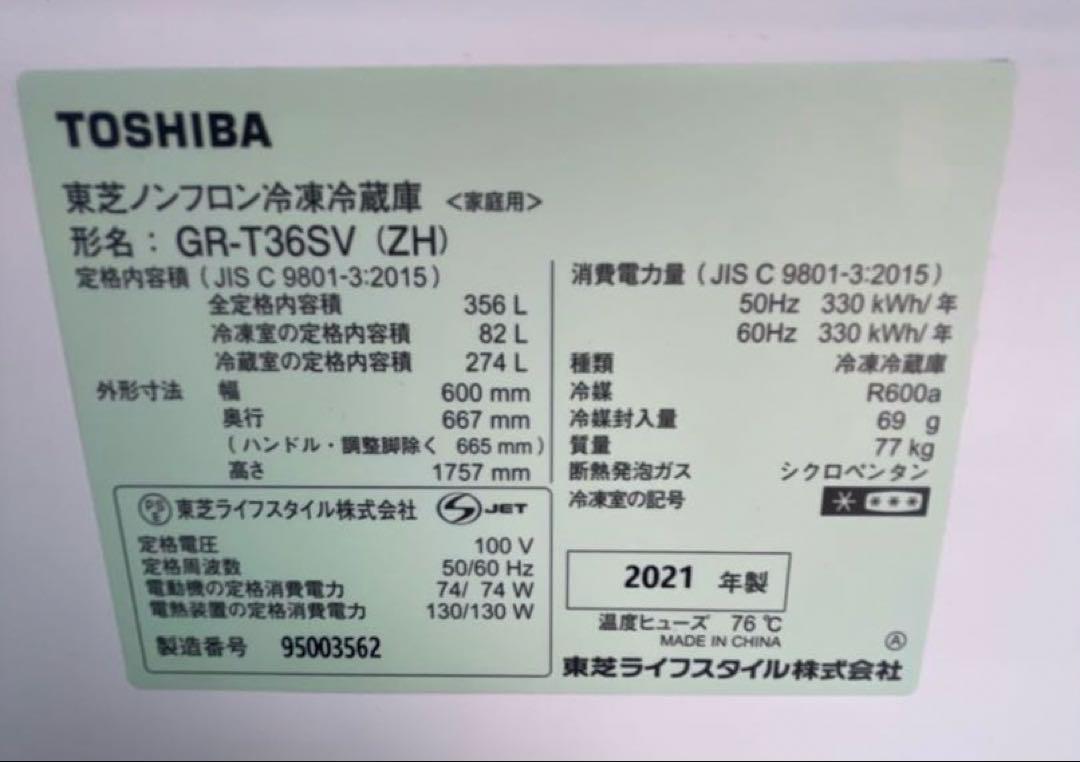 TOSHIBA
東芝ノンフロン冷凍冷蔵庫 <家庭用>
形名：GR-T36SV (ZH)
定格内容積 (JIS C 9801-3:2015)
全定格内容積 356 L
冷凍室の定格内容積 82 L
冷蔵室の定格内容積 274 L
外形寸法 幅 600 mm
奥行 667 mm
(ハンドル・調整脚除く 665 mm)
高さ 1757 mm
消費電力量 (JIS C 9801-3:2015)
50Hz 330 kWh/年
60Hz 330 kWh/年
種類 冷凍冷蔵庫
冷媒 R600a
冷媒封入量 69 g
質量 77 kg
断熱発泡ガス シクロペンタン
冷凍室の記号
PS E 東芝ライフスタイル株式会社 JET
定格電圧 100 V
定格周波数 50/60 Hz
電動機の定格消費電力 74/ 74 W
電熱装置の定格消費電力 130/130 W
製造番号 95003562
2021 年製
温度ヒューズ 76℃
MADE IN CHINA
Ⓐ
東芝ライフスタイル株式会社